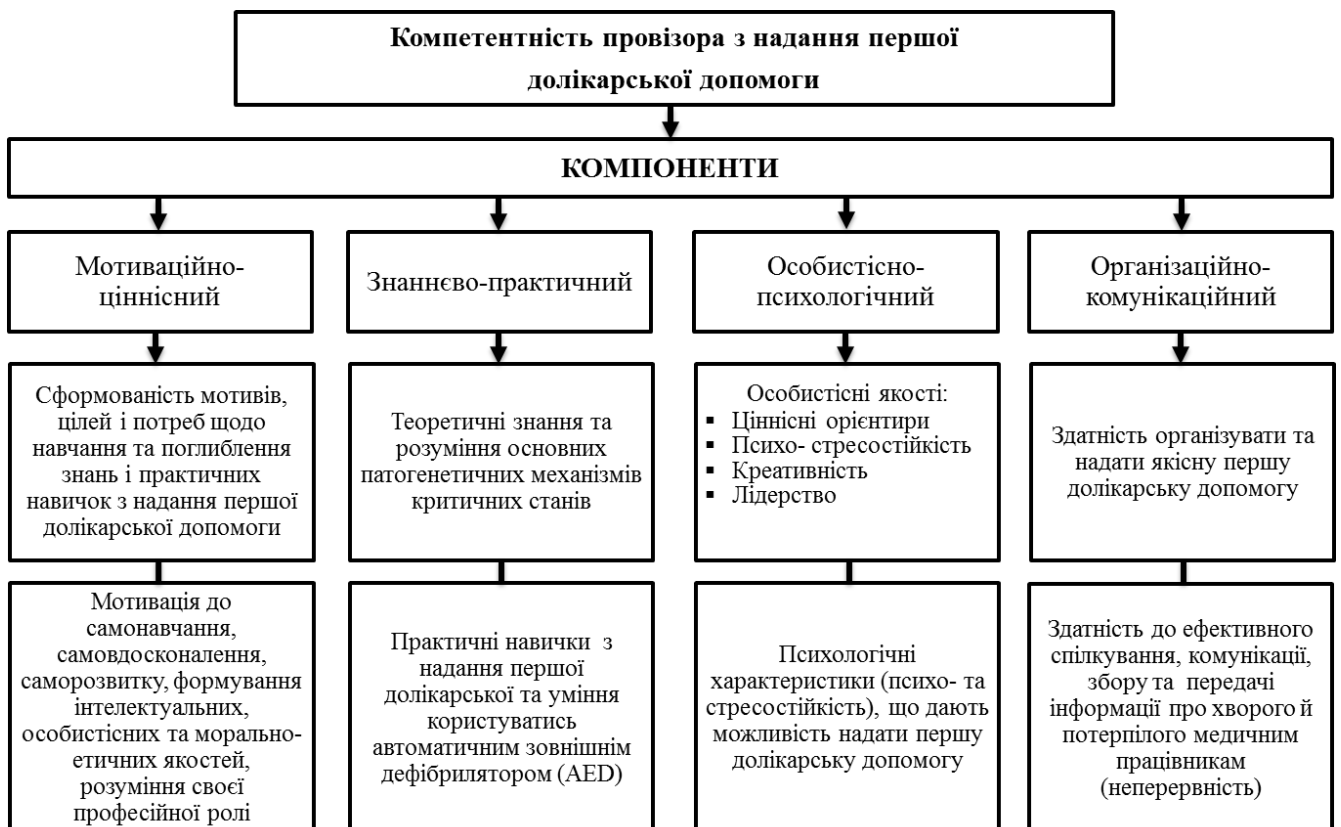 Компетентність провізора з надання першої
долікарської допомоги
КОМПОНЕНТИ
Мотиваційно-
ціннісний
Знаннєво-практичний
Особистісно-
психологічний
Організаційно-
комунікаційний
Сформованість мотивів,
цілей і потреб щодо
навчання та поглиблення
знань і практичних
навичок з надання першої
долікарської допомоги
Теоретичні знання та
розуміння основних
патогенетичних механізмів
критичних станів
Особистісні якості:
▪ Ціннісні орієнтири
▪ Психо- стресостійкість
▪ Креативність
▪ Лідерство
Здатність організувати та
надати якісну першу
долікарську допомогу
Мотивація до
самонавчання,
самовдосконалення,
саморозвитку, формування
інтелектуальних,
особистісних та морально-
етичних якостей,
розуміння своєї
професійної ролі
Практичні навички з
надання першої
долікарської та уміння
користуватись
автоматичним зовнішнім
дефібрилятором (AED)
Психологічні
характеристики (психо- та
стресостійкість), що дають
можливість надати першу
долікарську допомогу
Здатність до ефективного
спілкування, комунікації,
збору та передачі
інформації про хворого й
потерпілого медичним
працівникам
(неперервність)